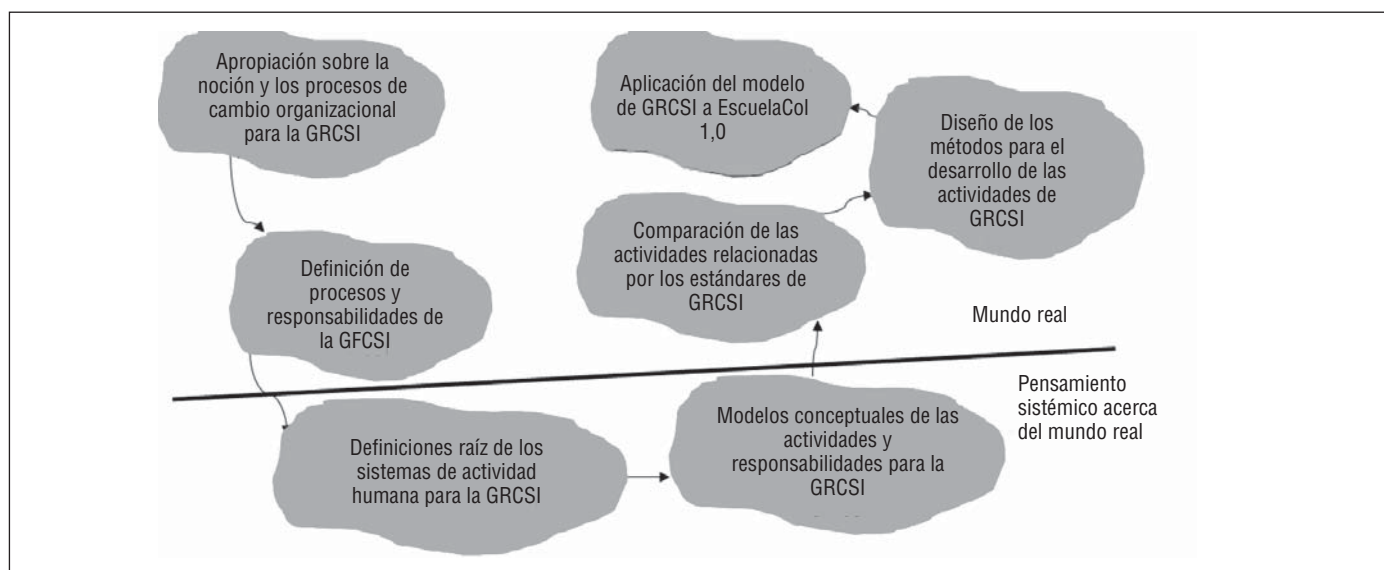 Apropiación sobre la
noción y los procesos de
cambio organizacional
para la GRCSI
Definición de
procesos y
responsabilidades de
la GFCSI
Definiciones raíz de los
sistemas de actividad
humana para la GRCSI
Modelos conceptuales de las
actividades y
responsabilidades para la
GRCSI
Comparación de las
actividades relacionadas
por los estándares de
GRCSI
Diseño de los
métodos para el
desarrollo de las
actividades de
GRCSI
Aplicación del modelo
de GRCSI a EscuelaCol
1,0
Mundo real
Pensamiento
sistémico acerca
del mundo real